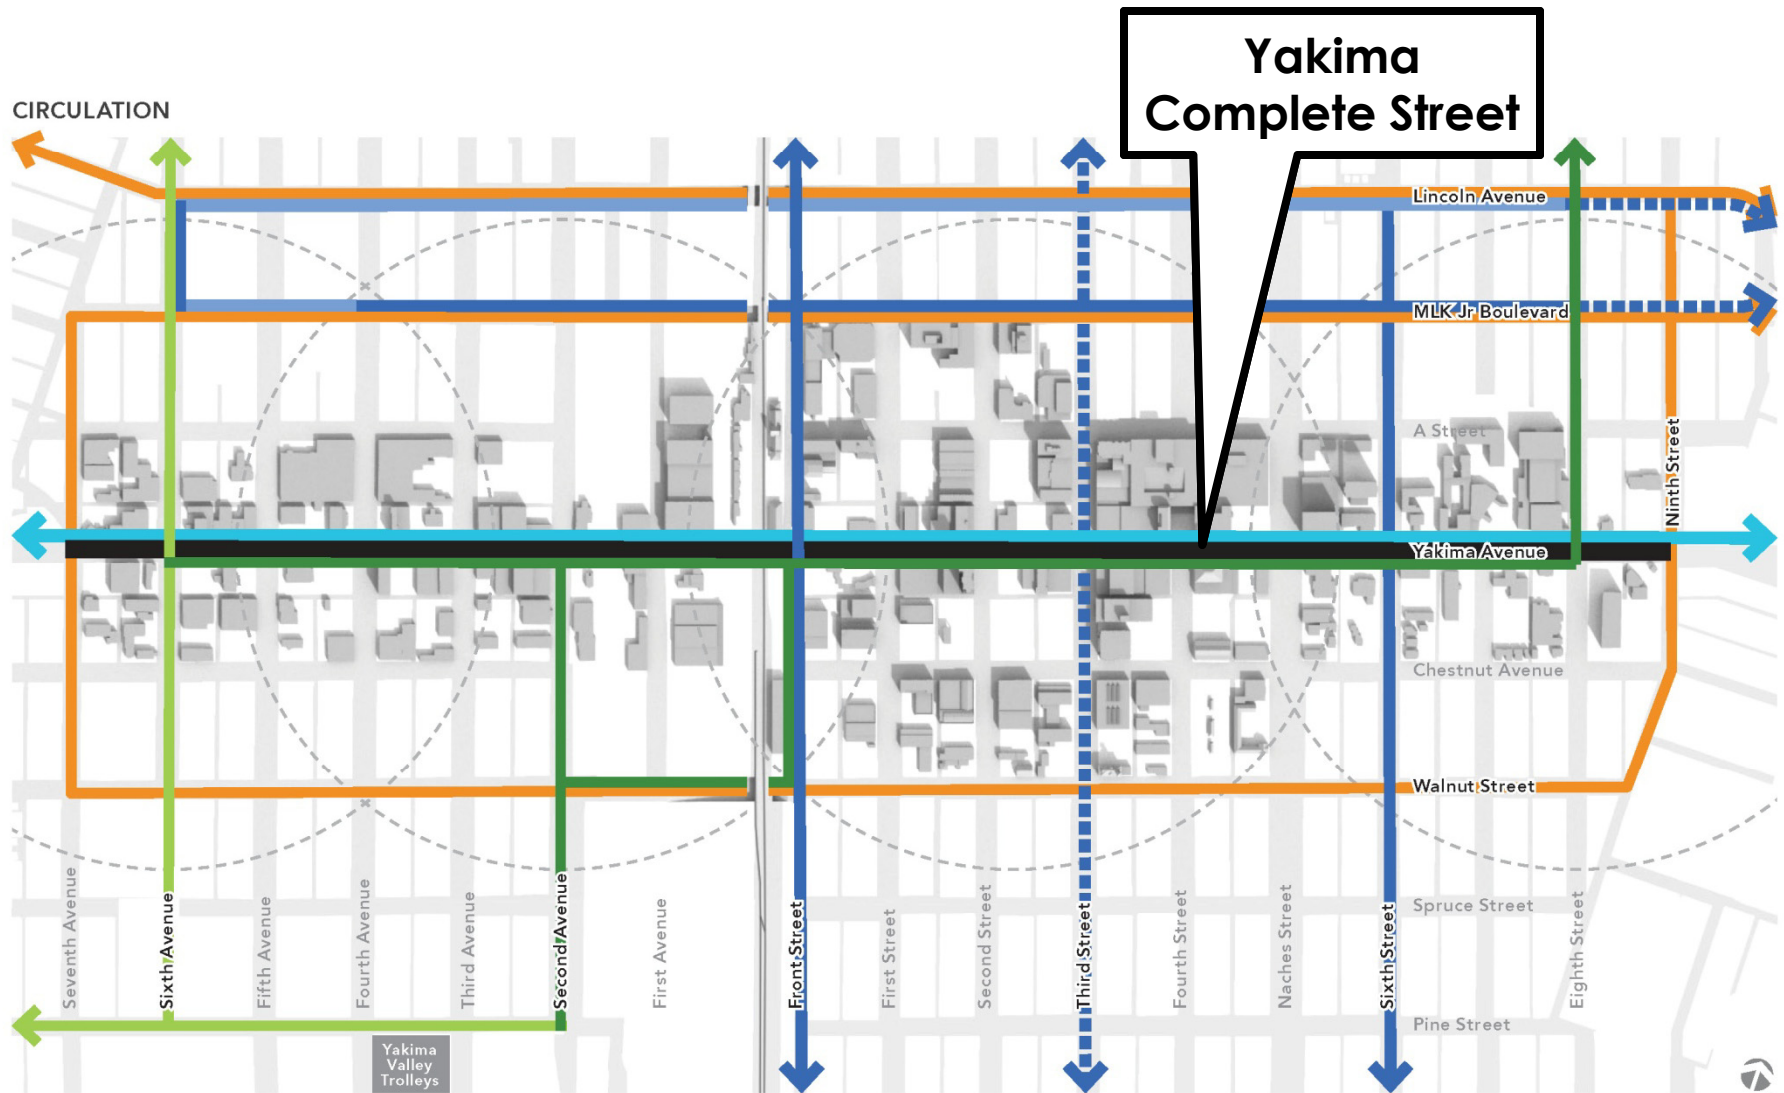 Yakima
Complete Street
CIRCULATION
Lincoln Avenue
MLK Jr Boulevard
A Street
Ninth Street
Yakima Avenue
Chestnut Avenue
Walnut Street
Seventh Avenue
Sixth Avenue
Fifth Avenue
Fourth Avenue
Third Avenue
Second Avenue
First Avenue
Front Street
First Street
Second Street
Third Street
Fourth Street
Naches Street
Sixth Street
Spruce Street
Eighth Street
Pine Street
Yakima
Valley
Trolleys